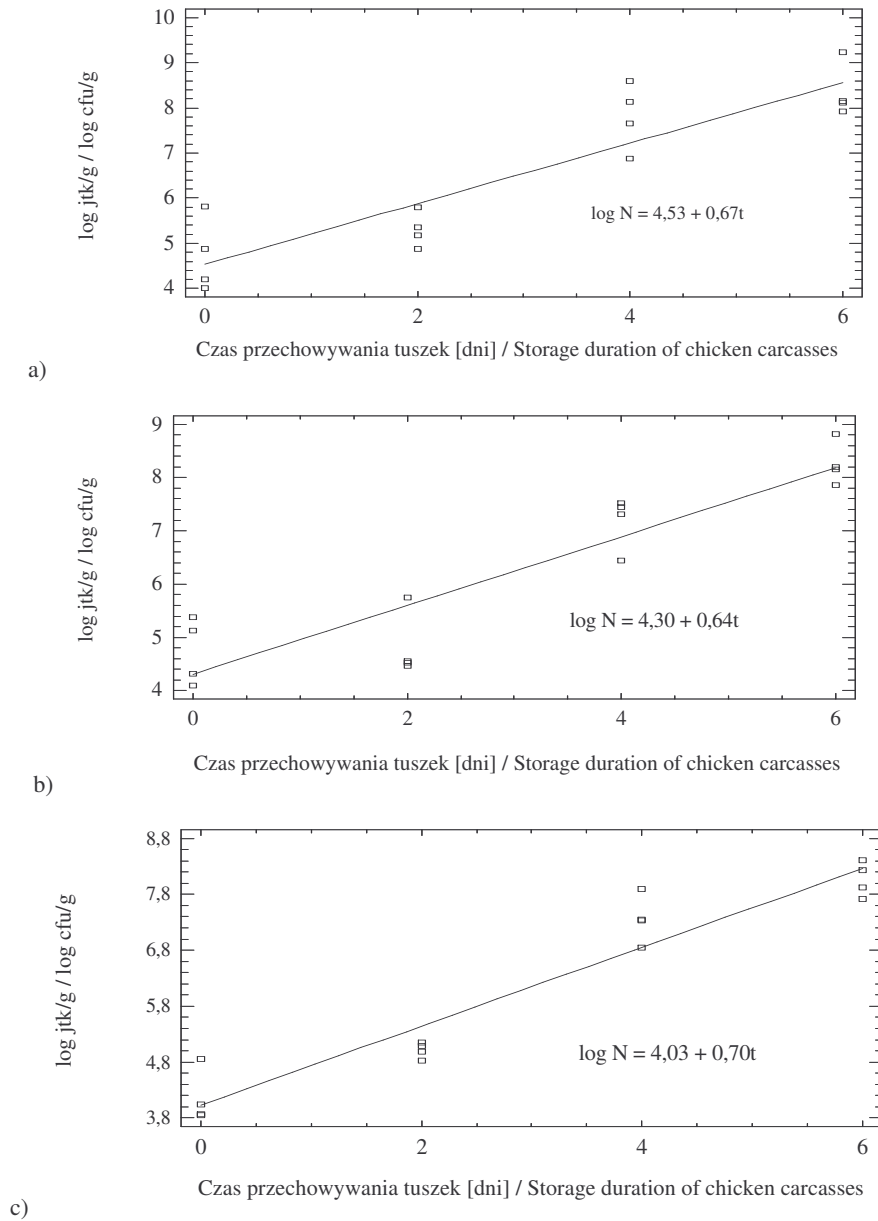 10
9
8
7
6
5
4
log jtk/g / log cfu/g
log N = 4,53 + 0,67t
0 2 4 6
Czas przechowywania tuszek [dni] / Storage duration of chicken carcasses
a)
9
8
7
6
5
4
log jtk/g / log cfu/g
log N = 4,30 + 0,64t
0 2 4 6
Czas przechowywania tuszek [dni] / Storage duration of chicken carcasses
b)
8,8
7,8
6,8
5,8
4,8
3,8
log jtk/g / log cfu/g
log N = 4,03 + 0,70t
0 2 4 6
Czas przechowywania tuszek [dni] / Storage duration of chicken carcasses
c)